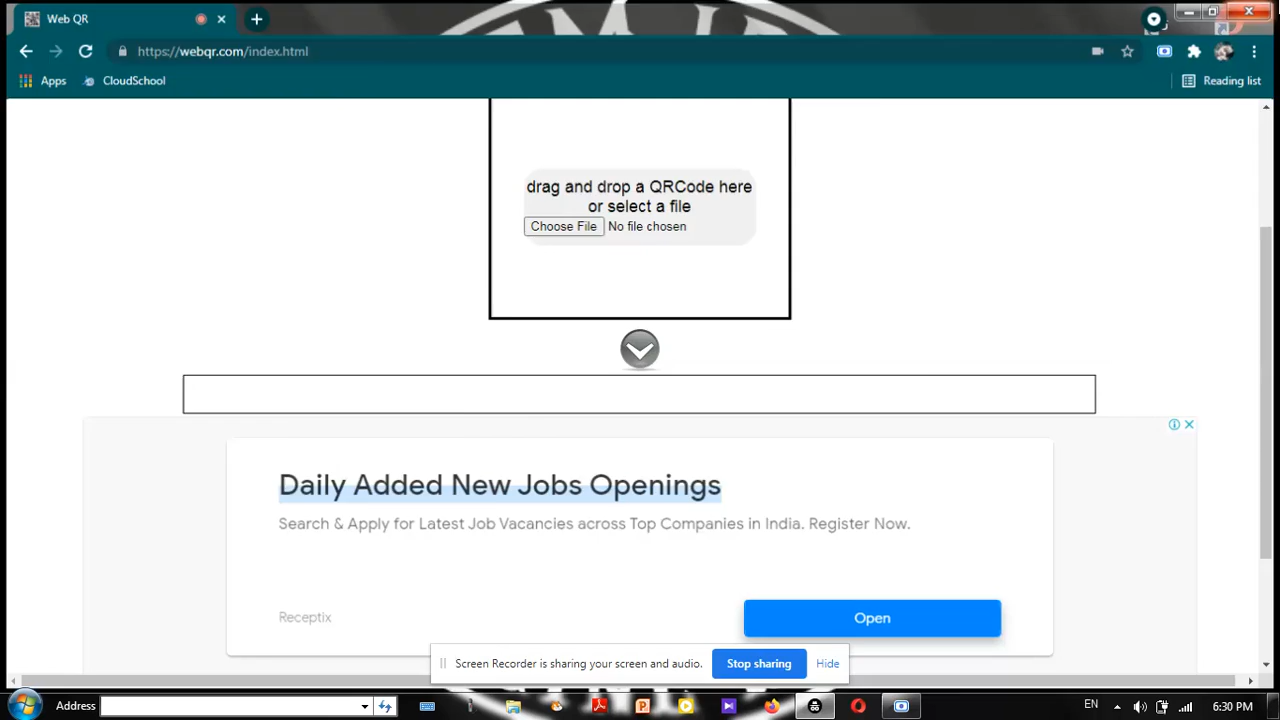 Web QR
https://webqr.com/index.html
Apps
CloudSchool
Reading list
drag and drop a QRCode here
or select a file
Choose File No file chosen
Daily Added New Jobs Openings
Search & Apply for Latest Job Vacancies across Top Companies in India. Register Now.
Receptix
Open
Screen Recorder is sharing your screen and audio.
Stop sharing
Hide
Address
EN
6:30 PM